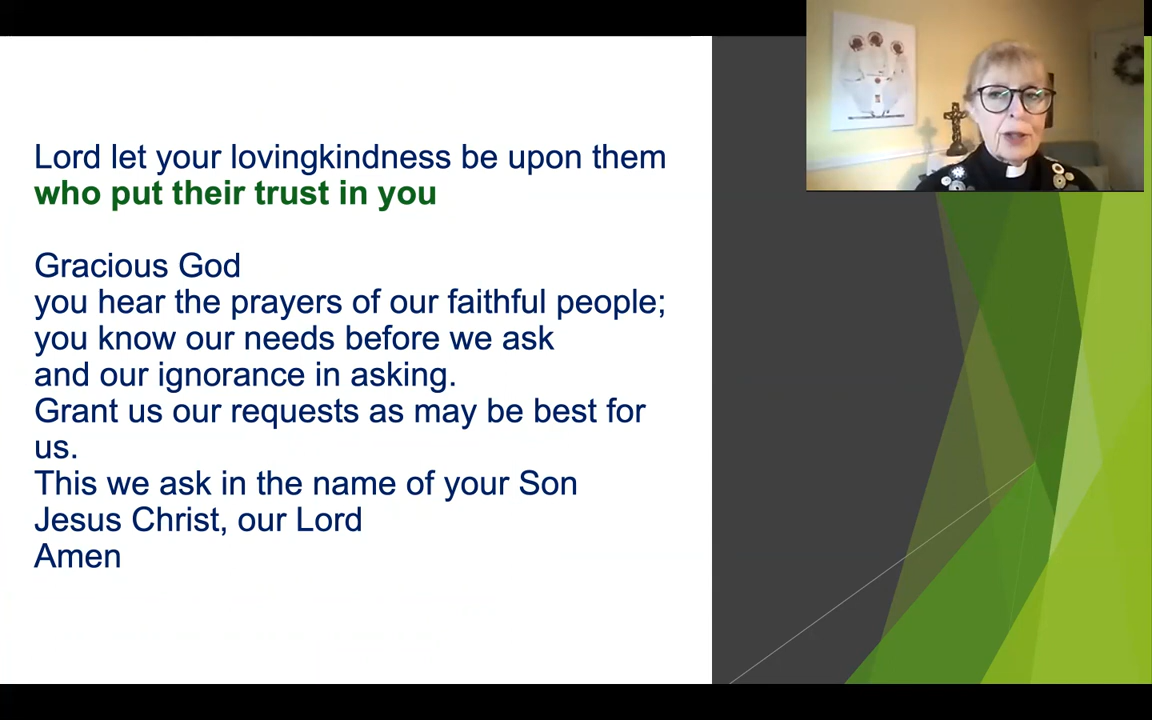 Lord let your lovingkindness be upon them
who put their trust in you
Gracious God
you hear the prayers of our faithful people;
you know our needs before we ask
and our ignorance in asking.
Grant us our requests as may be best for
us.
This we ask in the name of your Son
Jesus Christ, our Lord
Amen